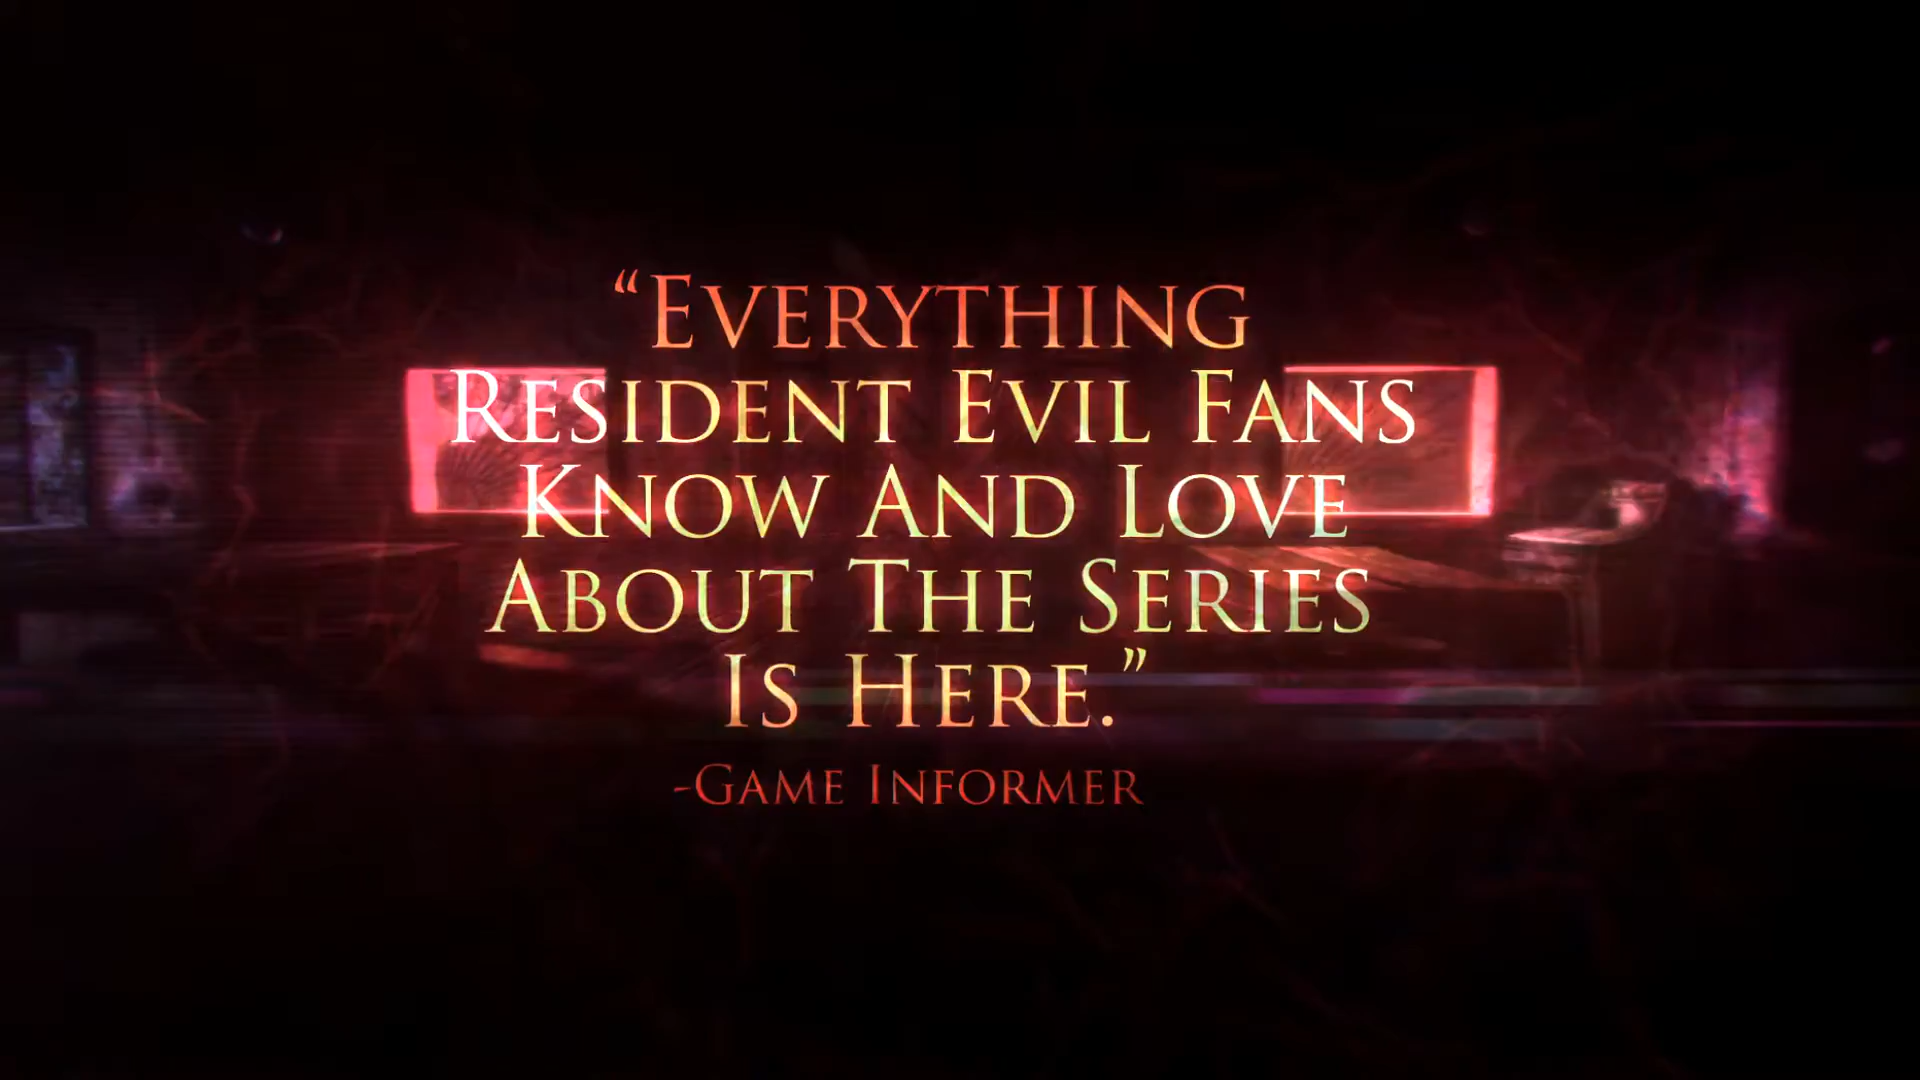 “Everything
Resident Evil Fans
Know And Love
About The Series
Is Here.”
-Game Informer